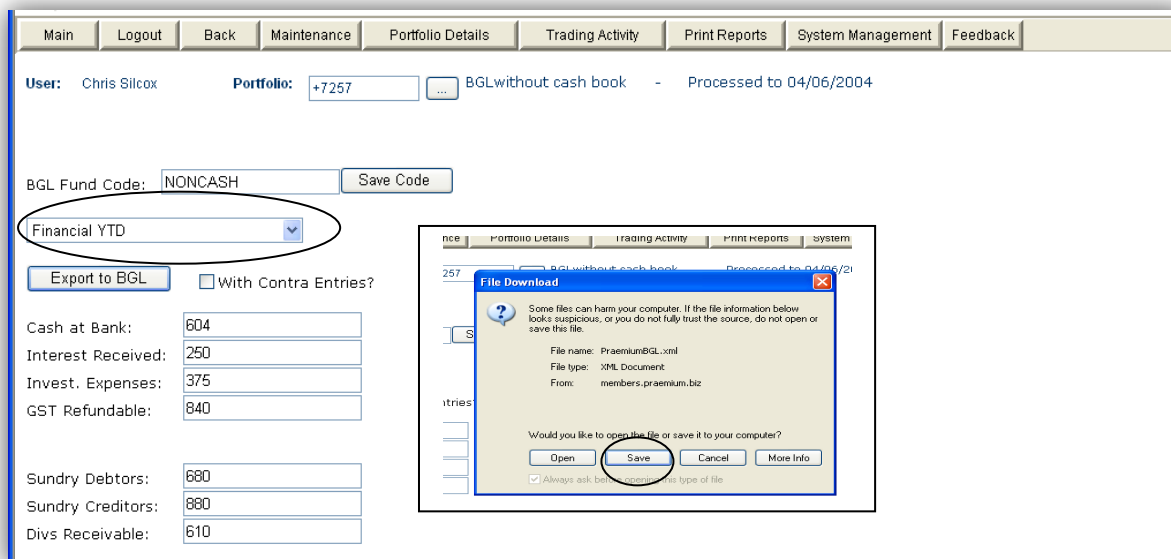 Main Logout Back Maintenance Portfolio Details Trading Activity Print Reports System Management Feedback
User: Chris Silcox Portfolio: +7257 ... BGLwithout cash book - Processed to 04/06/2004
BGL Fund Code: NONCASH Save Code
Financial YTD
Export to BGL With Contra Entries?
Cash at Bank: 604
Interest Received: 250
Invest. Expenses: 375
GST Refundable: 840
Sundry Debtors: 680
Sundry Creditors: 880
Divs Receivable: 610
nce Portfolio Details Trading Activity Print Reports System
257 ... BGLwithout cash book Processed to 04/06/2
File Download
Some files can harm your computer. If the file information below
looks suspicious, or you do not fully trust the source, do not open or
save this file.
S
File name: PraemiumBGL.xml
File type: XML Document
From: members.praemium.biz
ntries?
Would you like to open the file or save it to your computer?
Open Save Cancel More Info
Always ask before opening this type of file